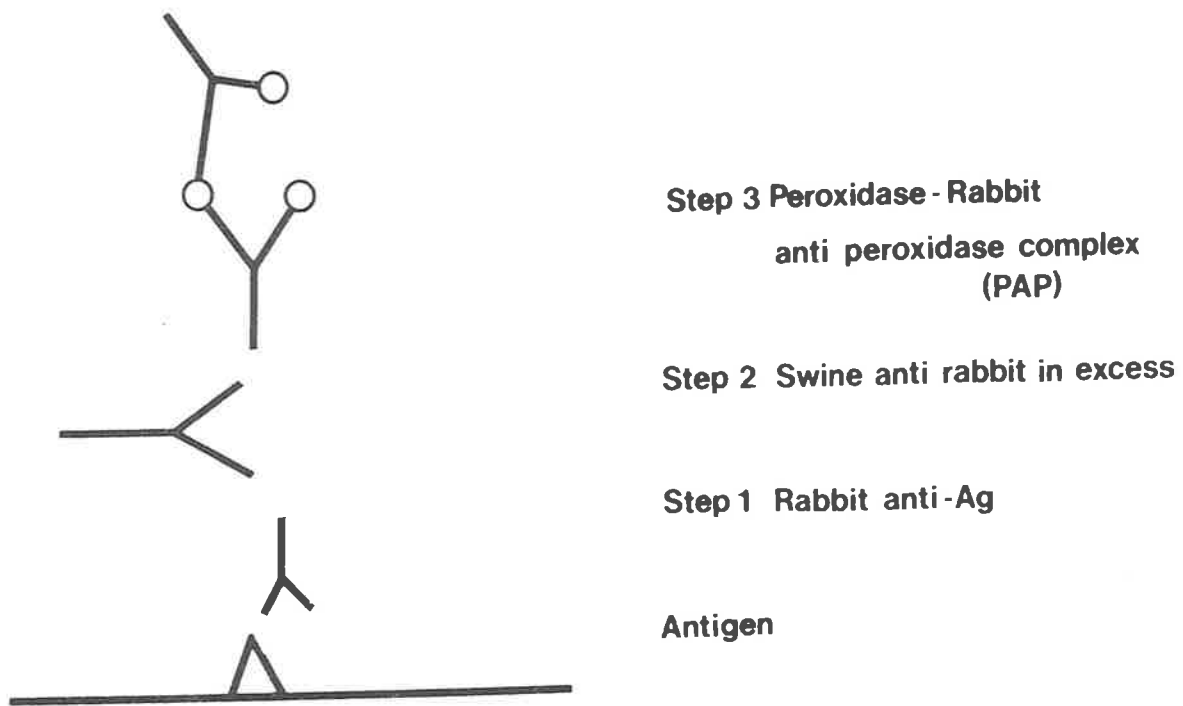 Step 3 Peroxidase - Rabbit
anti peroxidase complex
(PAP)
Step 2 Swine anti rabbit in excess
Step 1 Rabbit anti - Ag
Antigen